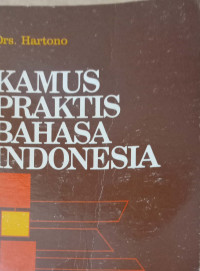 Drs. Hartono
KAMUS
PRAKTIS
BAHASA
INDONESIA